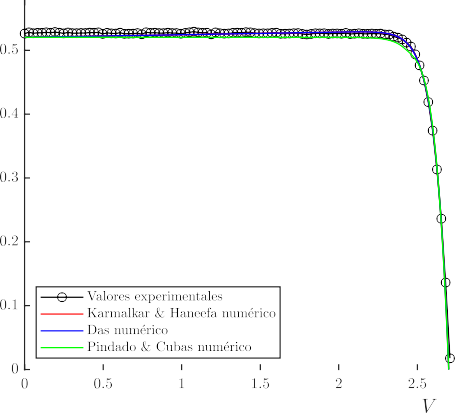 0.5
0.4
0.3
0.2
0.1
0
Valores experimentales
Karmalkar & Haneefa numérico
Das numérico
Pindado & Cubas numérico
0 0.5 1 1.5 2 2.5
V